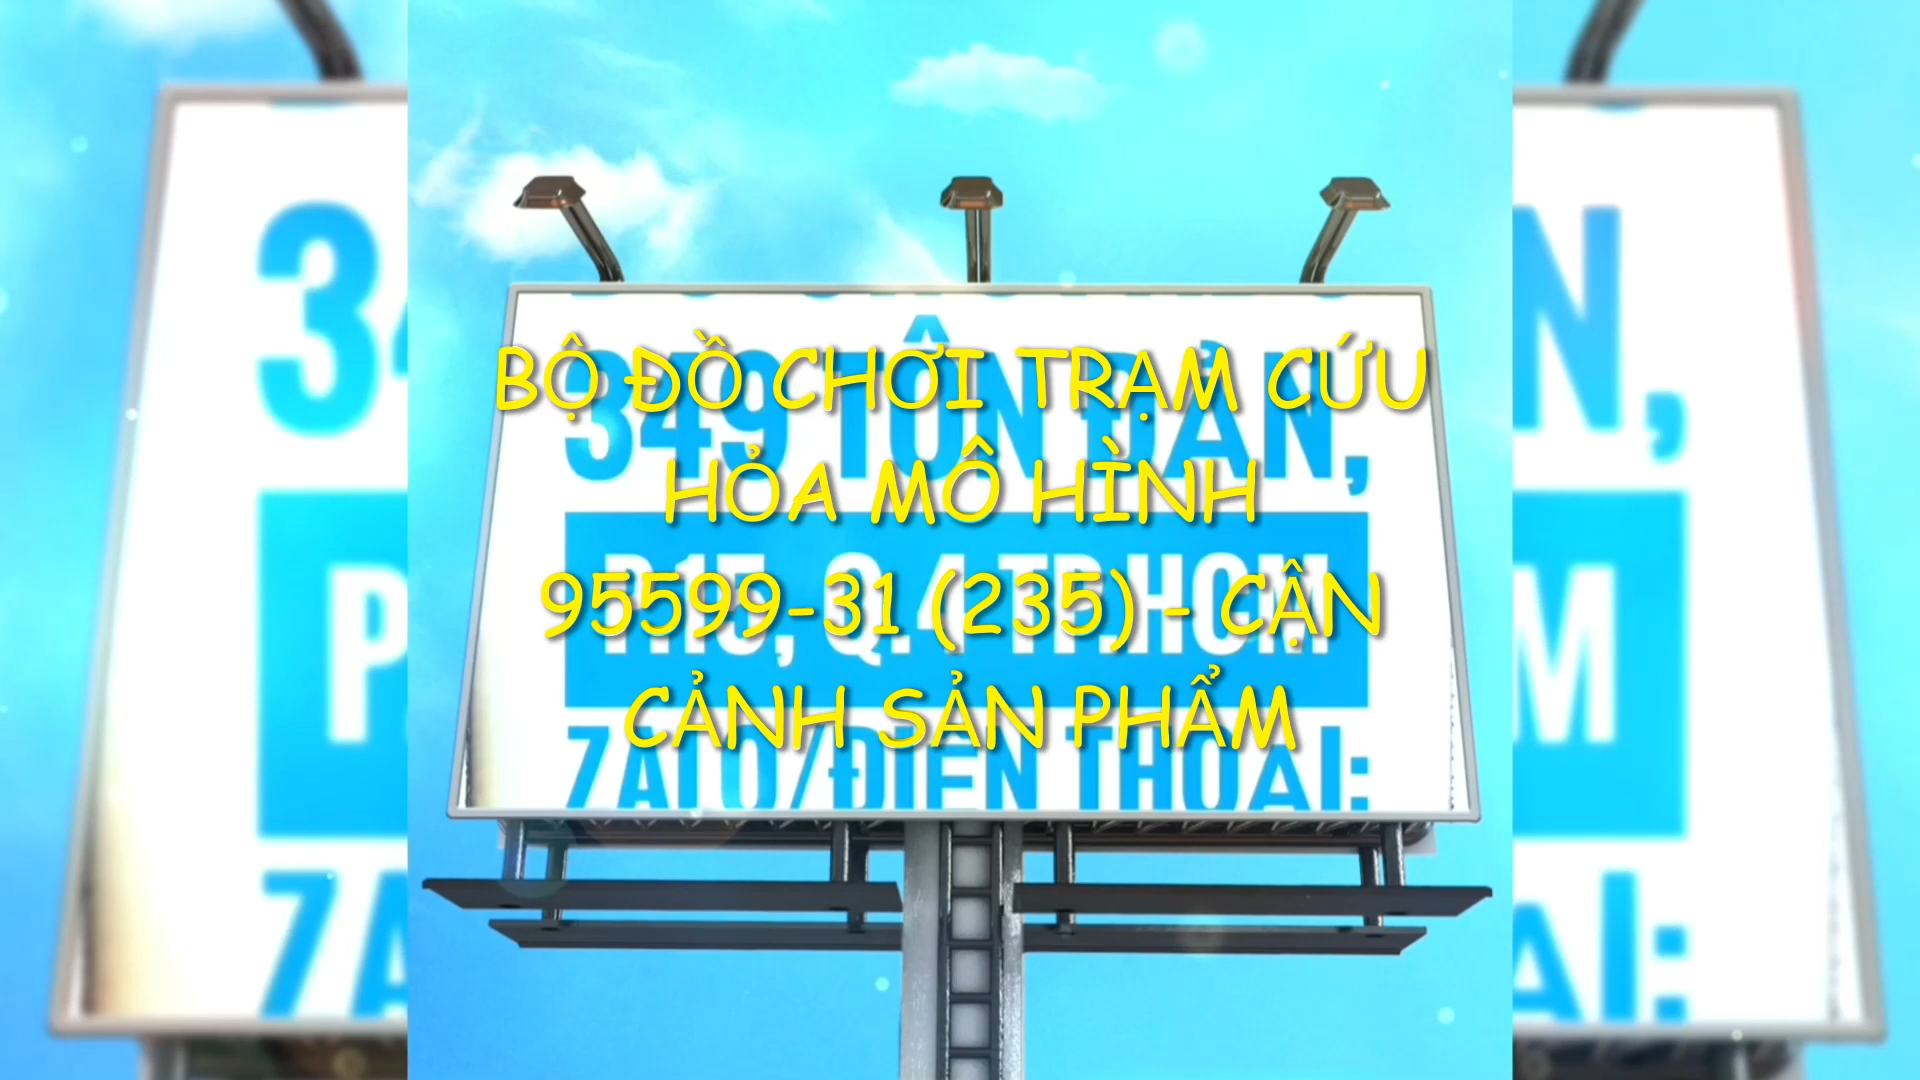 BỘ ĐỒ CHƠI TRẠM CỨU
HỎA MÔ HÌNH
95599-31 (235) - CẬN
CẢNH SẢN PHẨM
349 TÔN ĐẢN,
P.15, Q.4 TP.HCM
ZALO/ĐIỆN THOẠI: